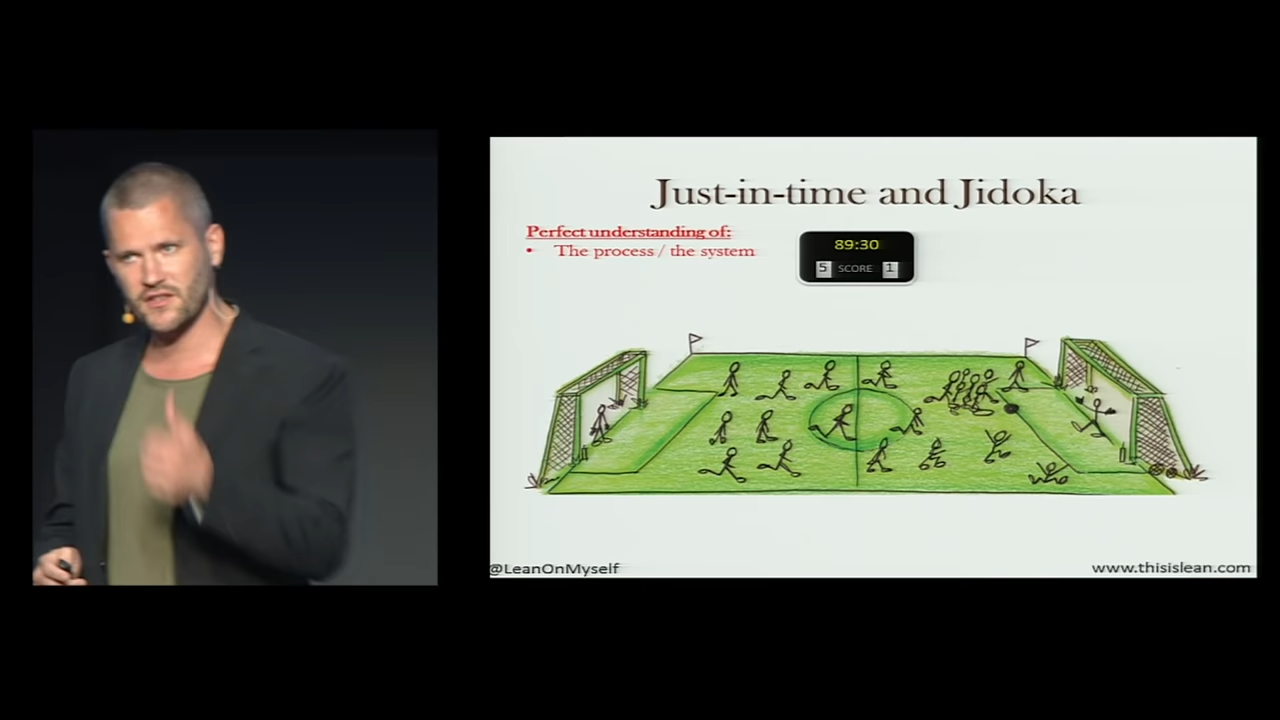 Just-in-time and Jidoka
Perfect understanding of:
• The process / the system
89:30
5 SCORE 1
@LeanOnMyself
www.thisislean.com